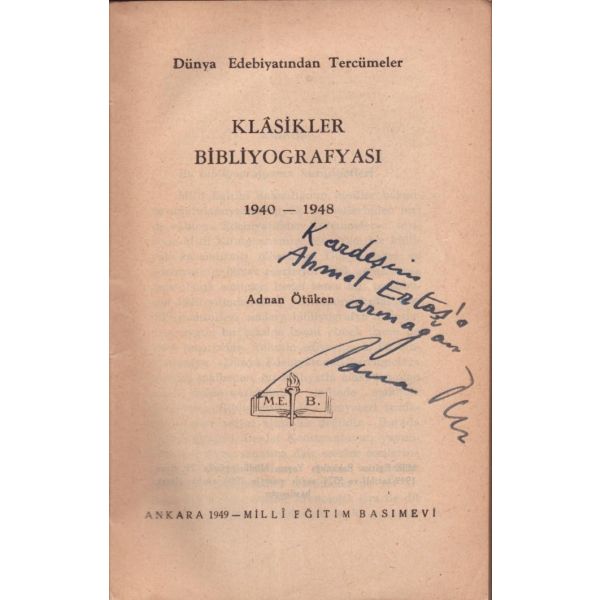 Dünya Edebiyatından Tercümeler
KLÂSİKLER
BİBLİYOGRAFYASI
1940 — 1948
Kardeşim
Ahmet Ertaş'a
armağan
Adnan Ötüken
M.E. B.
ANKARA 1949 — MİLLÎ EĞİTİM BASIMEVİ